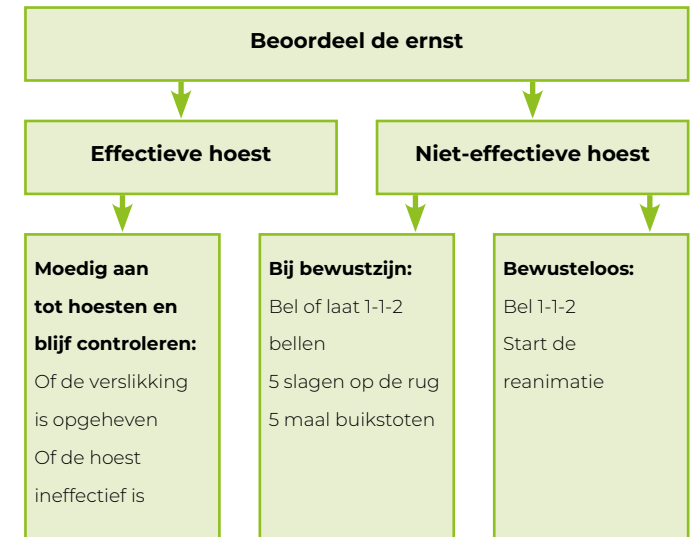 Beoordeel de ernst
Effectieve hoest
Niet-effectieve hoest
Moedig aan
tot hoesten en
blijf controleren:
Of de verslikking
is opgeheven
Of de hoest
ineffectief is
Bij bewustzijn:
Bel of laat 1-1-2
bellen
5 slagen op de rug
5 maal buikstoten
Bewusteloos:
Bel 1-1-2
Start de
reanimatie